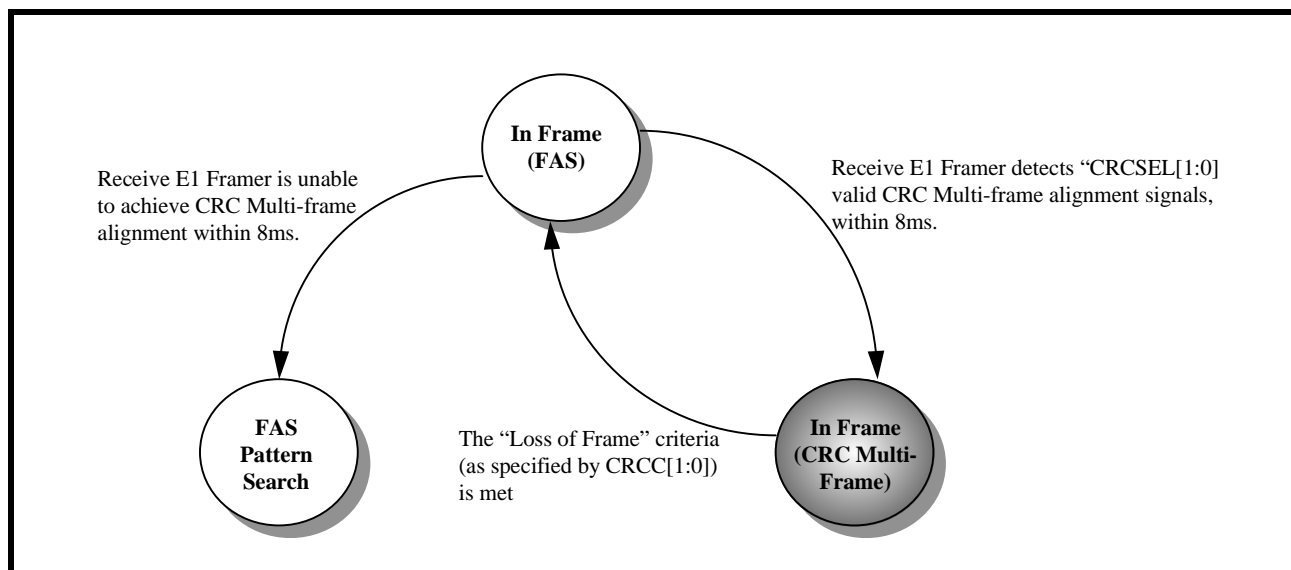 In Frame
(FAS)
Receive E1 Framer is unable
to achieve CRC Multi-frame
alignment within 8ms.
Receive E1 Framer detects “CRCSEL[1:0]
valid CRC Multi-frame alignment signals,
within 8ms.
FAS
Pattern
Search
The “Loss of Frame” criteria
(as specified by CRCC[1:0])
is met
In Frame
(CRC Multi-
Frame)